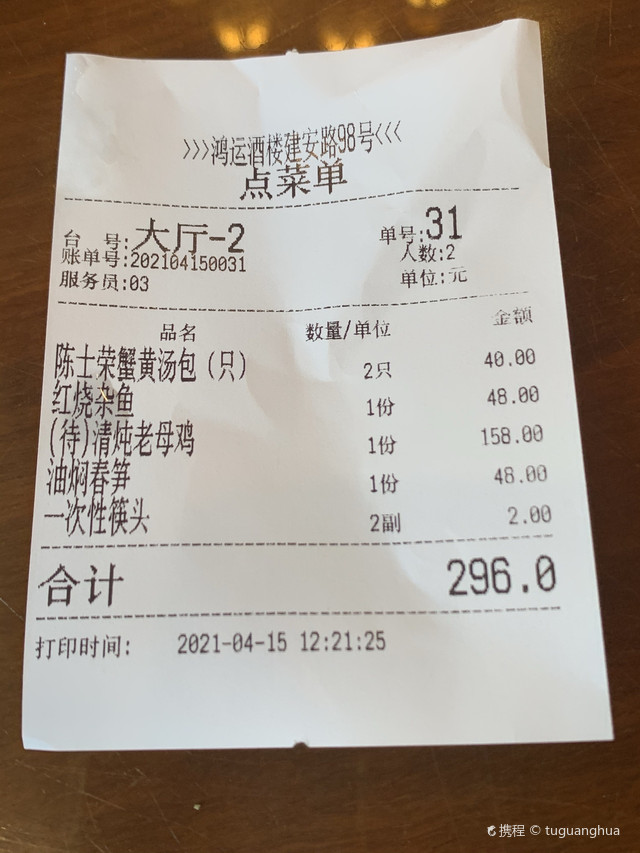 >>>鸿运酒楼建安路98号<<<
点菜单
台 号:大厅-2 单号:31
账单号:202104150031 人数:2
服务员:03 单位:元
品名 数量/单位 金额
陈士荣蟹黄汤包（只） 2只 40.00
红烧杂鱼 1份 48.00
(待)清炖老母鸡 1份 158.00
油焖春笋 1份 48.00
一次性筷头 2副 2.00
合计 296.0
打印时间: 2021-04-15 12:21:25
携程 © tuguanghua